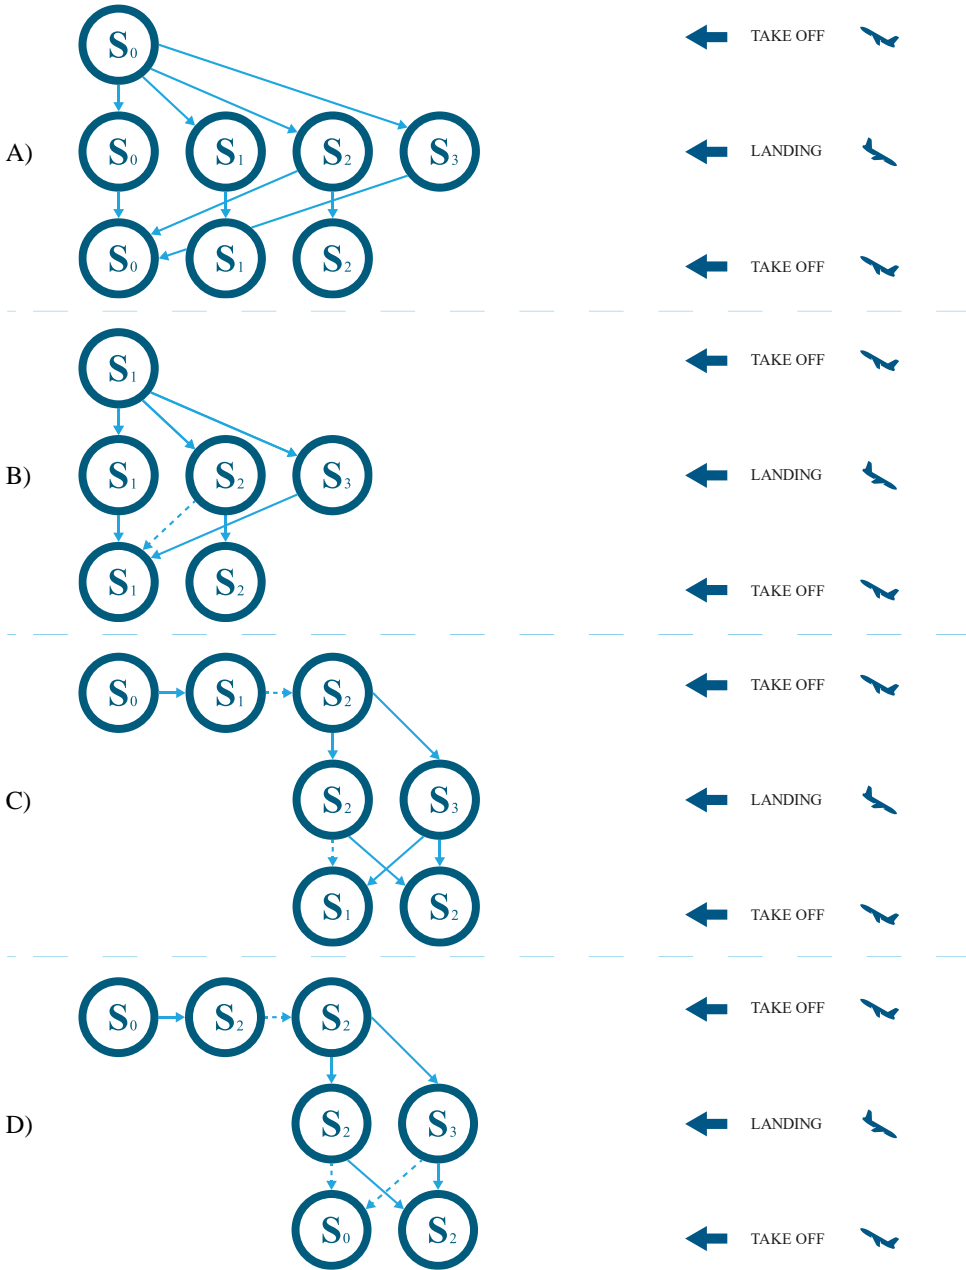 S0 TAKE OFF
A) S0 S1 S2 S3 LANDING
S0 S1 S2 TAKE OFF
S1 TAKE OFF
B) S1 S2 S3 LANDING
S1 S2 TAKE OFF
S0 S1 S2 TAKE OFF
C) S2 S3 LANDING
S1 S2 TAKE OFF
S0 S2 S2 TAKE OFF
D) S2 S3 LANDING
S0 S2 TAKE OFF